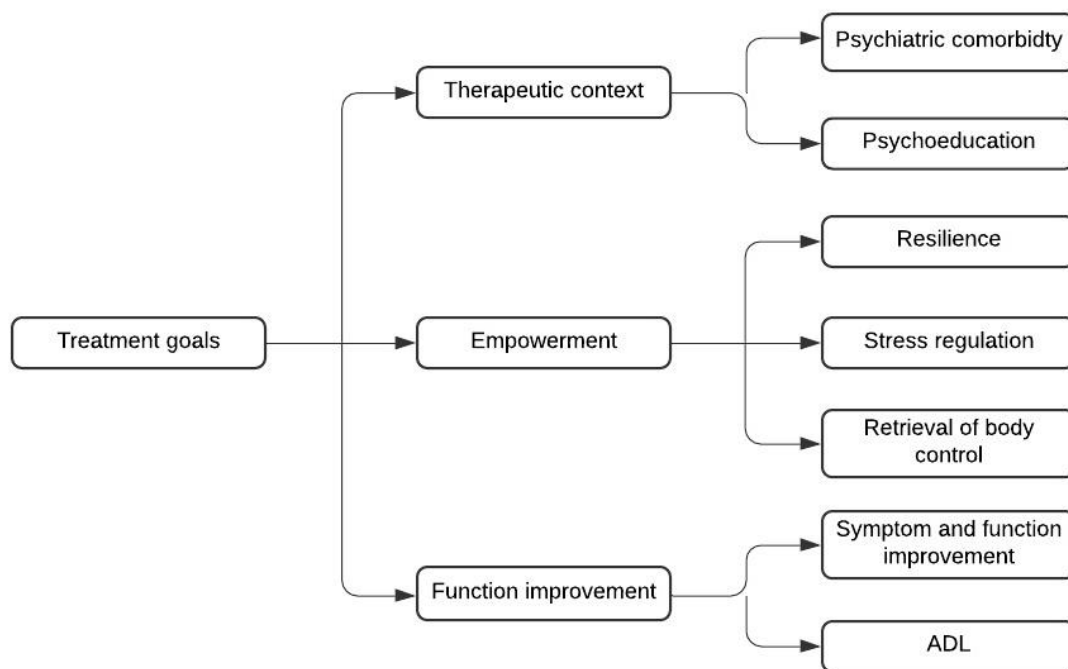 Psychiatric comorbidty
Therapeutic context
Psychoeducation
Resilience
Treatment goals
Empowerment
Stress regulation
Retrieval of body
control
Symptom and function
improvement
Function improvement
ADL